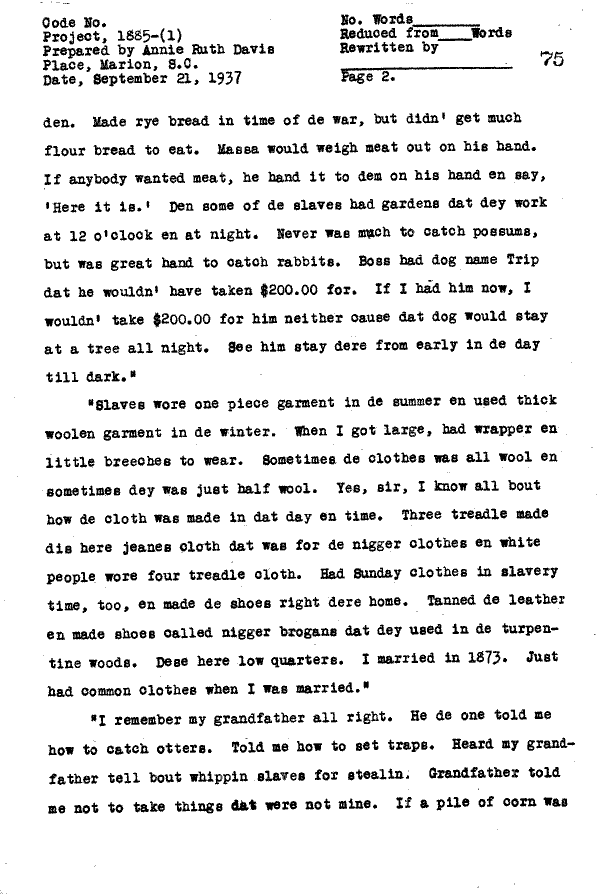 Code No.
Project, 1885-(1)
Prepared by Annie Ruth Davis
Place, Marion, S.C.
Date, September 21, 1937
No. Words
Reduced from____Words
Rewritten by
Page 2.
75
den. Made rye bread in time of de war, but didn' get much
flour bread to eat. Massa would weigh meat out on his hand.
If anybody wanted meat, he hand it to dem on his hand en say,
'Here it is.' Den some of de slaves had gardens dat dey work
at 12 o'clock en at night. Never was much to catch possums,
but was great hand to catch rabbits. Boss had dog name Trip
dat he wouldn' have taken $200.00 for. If I had him now, I
wouldn' take $200.00 for him neither cause dat dog would stay
at a tree all night. See him stay dere from early in de day
till dark."
"Slaves wore one piece garment in de summer en used thick
woolen garment in de winter. When I got large, had wrapper en
little breeches to wear. Sometimes de clothes was all wool en
sometimes dey was just half wool. Yes, sir, I know all bout
how de cloth was made in dat day en time. Three treadle made
dis here jeanes cloth dat was for de nigger clothes en white
people wore four treadle cloth. Had Sunday clothes in slavery
time, too, en made de shoes right dere home. Tanned de leather
en made shoes called nigger brogans dat dey used in de turpen-
tine woods. Dese here low quarters. I married in 1873. Just
had common clothes when I was married."
"I remember my grandfather all right. He de one told me
how to catch otters. Told me how to set traps. Heard my grand-
father tell bout whippin slaves for stealin. Grandfather told
me not to take things dat were not mine. If a pile of corn was